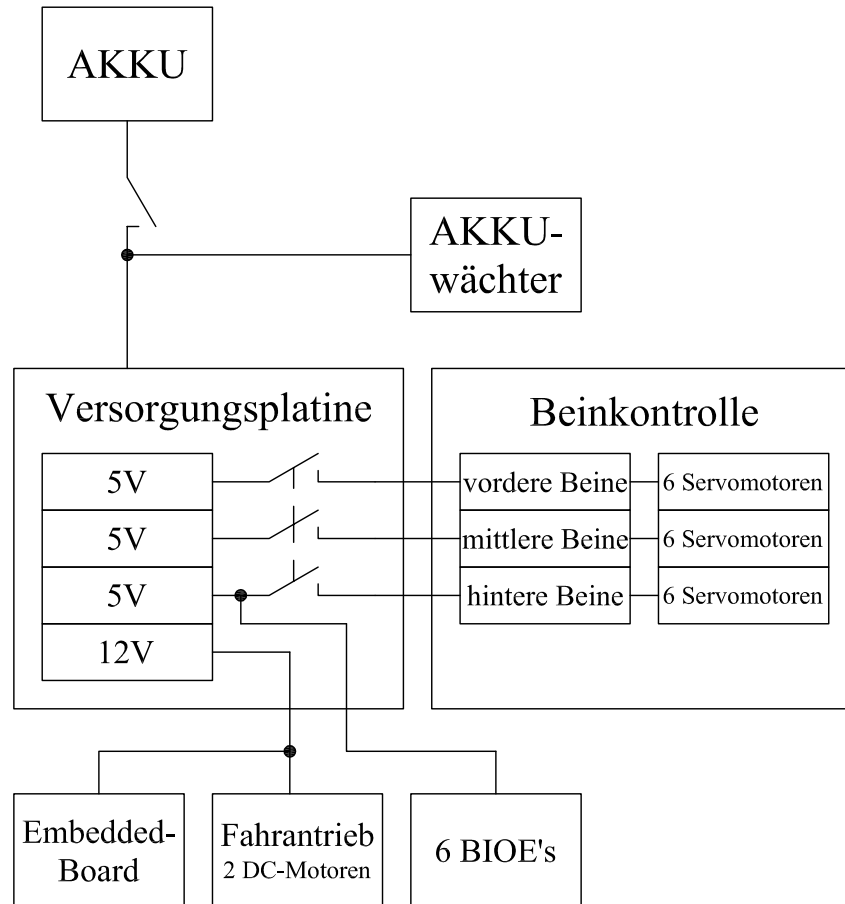 AKKU
AKKU-
wächter
Versorgungsplatine
5V
5V
5V
12V
Beinkontrolle
vordere Beine
6 Servomotoren
mittlere Beine
6 Servomotoren
hintere Beine
6 Servomotoren
Embedded-
Board
Fahrantrieb
2 DC-Motoren
6 BIOE's